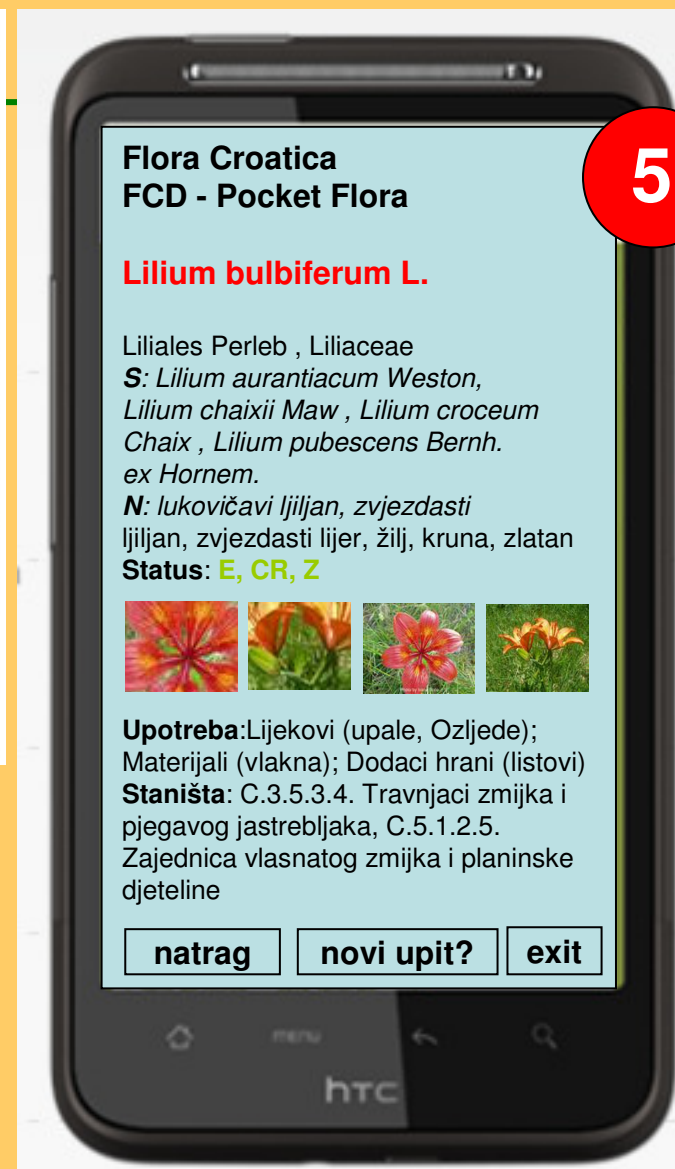 Flora Croatica
FCD - Pocket Flora
5
Lilium bulbiferum L.
Liliales Perleb , Liliaceae
S: Lilium aurantiacum Weston,
Lilium chaixii Maw , Lilium croceum
Chaix , Lilium pubescens Bernh.
ex Hornem.
N: lukovičavi ljiljan, zvjezdasti
ljiljan, zvjezdasti lijer, žilj, kruna, zlatan
Status: E, CR, Z
Upotreba:Lijekovi (upale, Ozljede);
Materijali (vlakna); Dodaci hrani (listovi)
Staništa: C.3.5.3.4. Travnjaci zmijka i
pjegavog jastrebljaka, C.5.1.2.5.
Zajednica vlasnatog zmijka i planinske
djeteline
natrag novi upit? exit
MENU
hTC